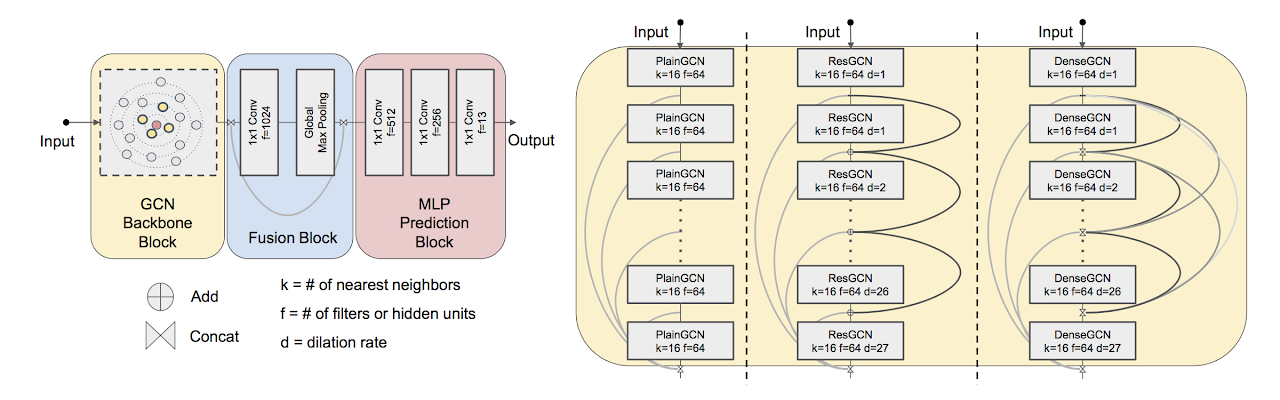 Input
1x1 Conv
f=1024
Global
Max Pooling
1x1 Conv
f=512
1x1 Conv
f=256
1x1 Conv
f=13
Output
GCN
Backbone
Block
Fusion Block
MLP
Prediction
Block
Add
Concat
k = # of nearest neighbors
f = # of filters or hidden units
d = dilation rate
Input
PlainGCN
k=16 f=64
PlainGCN
k=16 f=64
PlainGCN
k=16 f=64
PlainGCN
k=16 f=64
PlainGCN
k=16 f=64
Input
ResGCN
k=16 f=64 d=1
ResGCN
k=16 f=64 d=1
ResGCN
k=16 f=64 d=2
ResGCN
k=16 f=64 d=26
ResGCN
k=16 f=64 d=27
Input
DenseGCN
k=16 f=64 d=1
DenseGCN
k=16 f=64 d=1
DenseGCN
k=16 f=64 d=2
DenseGCN
k=16 f=64 d=26
DenseGCN
k=16 f=64 d=27